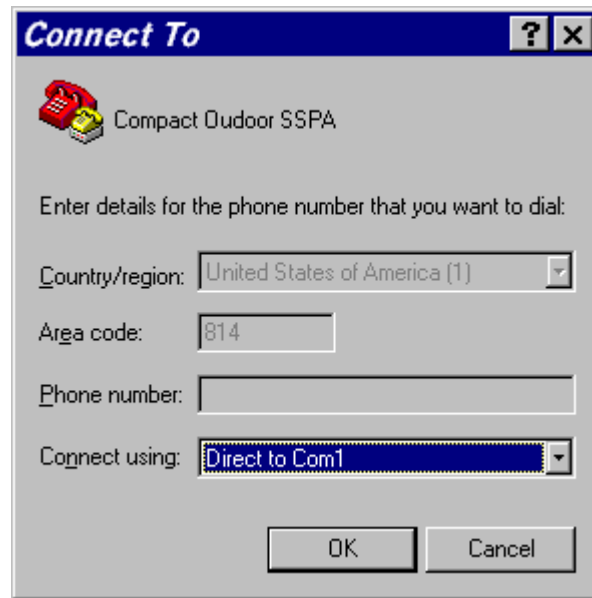 Connect To
Compact Oudoor SSPA
Enter details for the phone number that you want to dial:
Country/region: United States of America (1)
Area code: 814
Phone number:
Connect using: Direct to Com1
OK Cancel